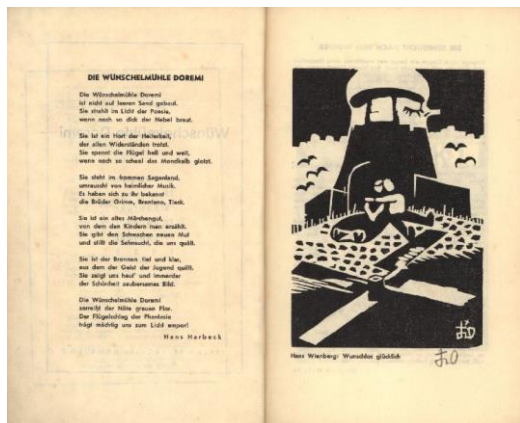 DIE WÜNSCHELMÜHLE DOREMI
Die Wünschelmühle Doremi
ist nicht auf leeren Sand gebaut.
Sie strahlt im Licht der Poesie,
wenn noch so dick der Nebel braut.
Sie ist ein Hort der Heiterkeit,
der allen Widerständen trotzt.
Sie spannt die Flügel hell und weit,
wenn noch so scheel das Mondkalb glotzt.
Sie steht im frommen Segenland,
umrauscht von heimlicher Musik.
Es haben sich zu ihr bekannt
die Brüder Grimm, Brentano, Tieck.
Sie ist ein altes Märchengut,
von dem den Kindern man erzählt.
Sie gibt den Schwachen neuen Mut
und stillt die Sehnsucht, die uns quält.
Sie ist der Bronnen tief und klar,
aus dem der Geist der Jugend quillt.
Sie zeigt uns heut' und immerdar
der Schönheit zaubersames Bild.
Die Wünschelmühle Doremi
zerreißt der Nöte grauen Flor.
Der Flügelschlag der Phantasie
trägt mächtig uns zum Licht empor!
Hans Herbeck
Hans Wienberg: Wunschlos glücklich